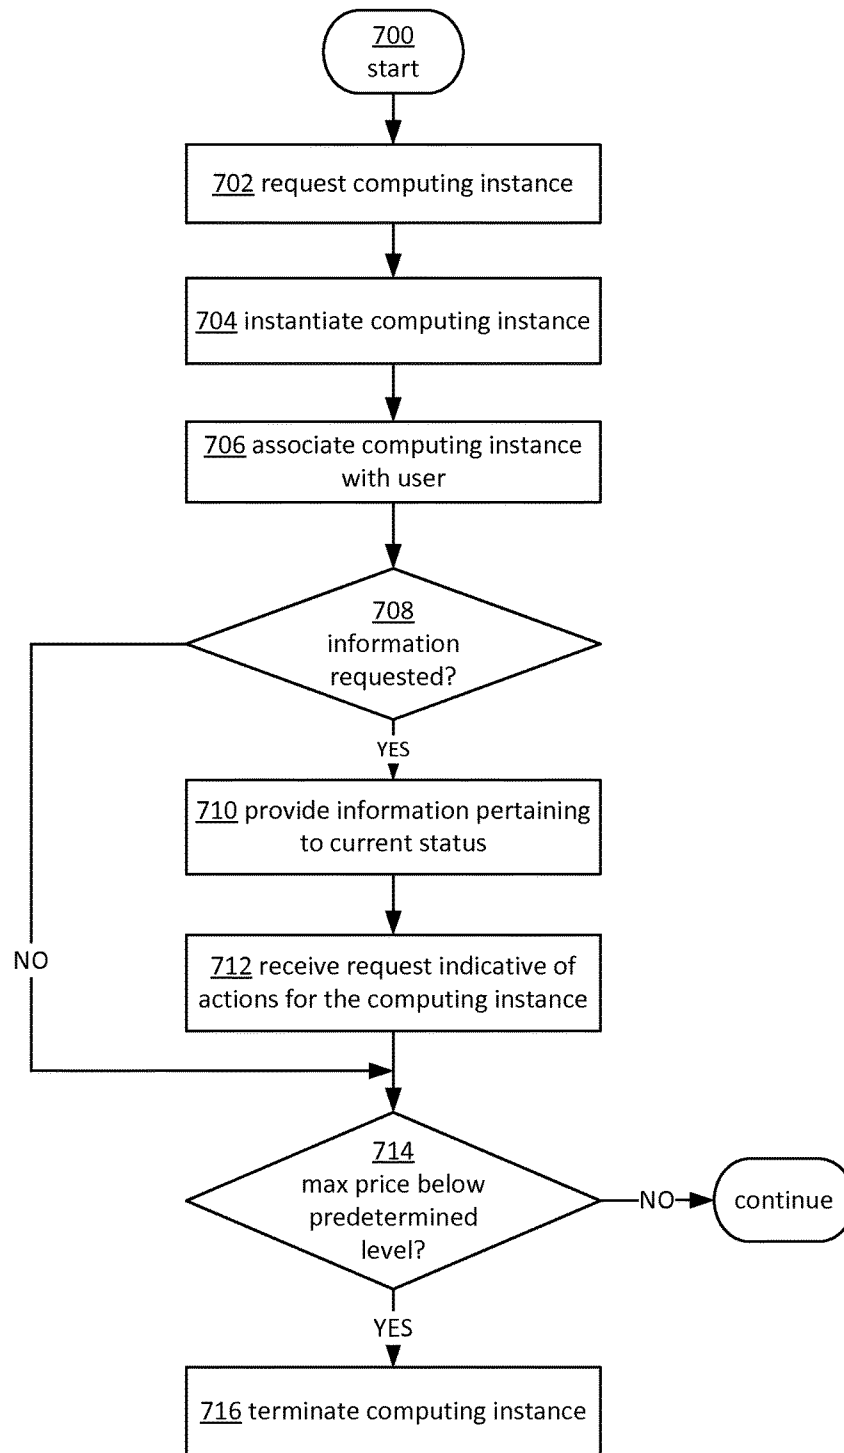 700
start
702 request computing instance
704 instantiate computing instance
706 associate computing instance
with user
708
information
requested?
YES
710 provide information pertaining
to current status
NO
712 receive request indicative of
actions for the computing instance
714
max price below
predetermined
level?
NO
continue
YES
716 terminate computing instance